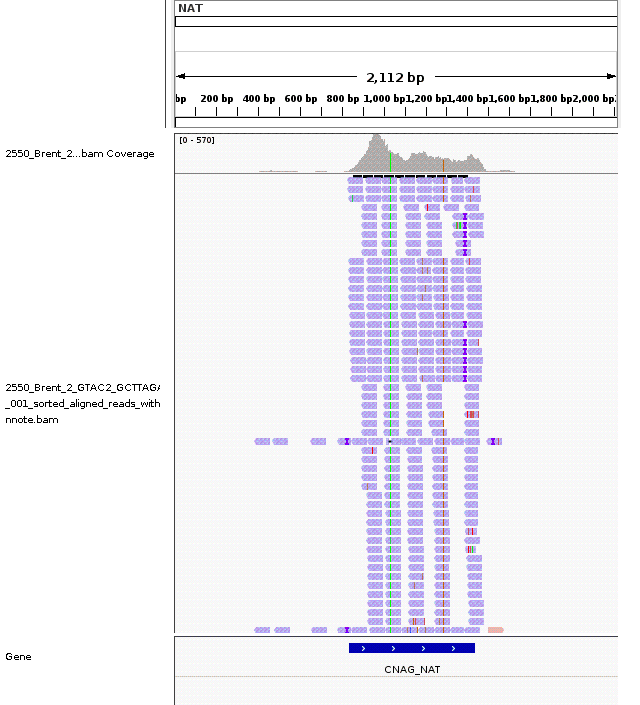 NAT
2,112 bp
bp 200 bp 400 bp 600 bp 800 bp 1,000 bp 1,200 bp 1,400 bp 1,600 bp 1,800 bp 2,000 bp
[0 - 570]
2550_Brent_2...bam Coverage
2550_Brent_2_GTAC2_GCTTAGA
_001_sorted_aligned_reads_with
nnote.bam
Gene
CNAG_NAT